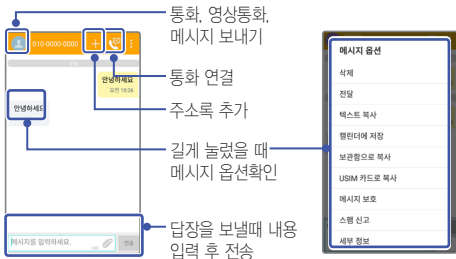 통화, 영상통화,
메시지 보내기
010-0000-0000
통화 연결
안녕하세요
오전 10:26
주소록 추가
안녕하세요
길게 눌렀을 때
메시지 옵션확인
답장을 보낼때 내용
입력 후 전송
메시지를 입력하세요.
전송
메시지 옵션
삭제
전달
텍스트 복사
캘린더에 저장
보관함으로 복사
USIM 카드로 복사
메시지 보호
스팸 신고
세부 정보